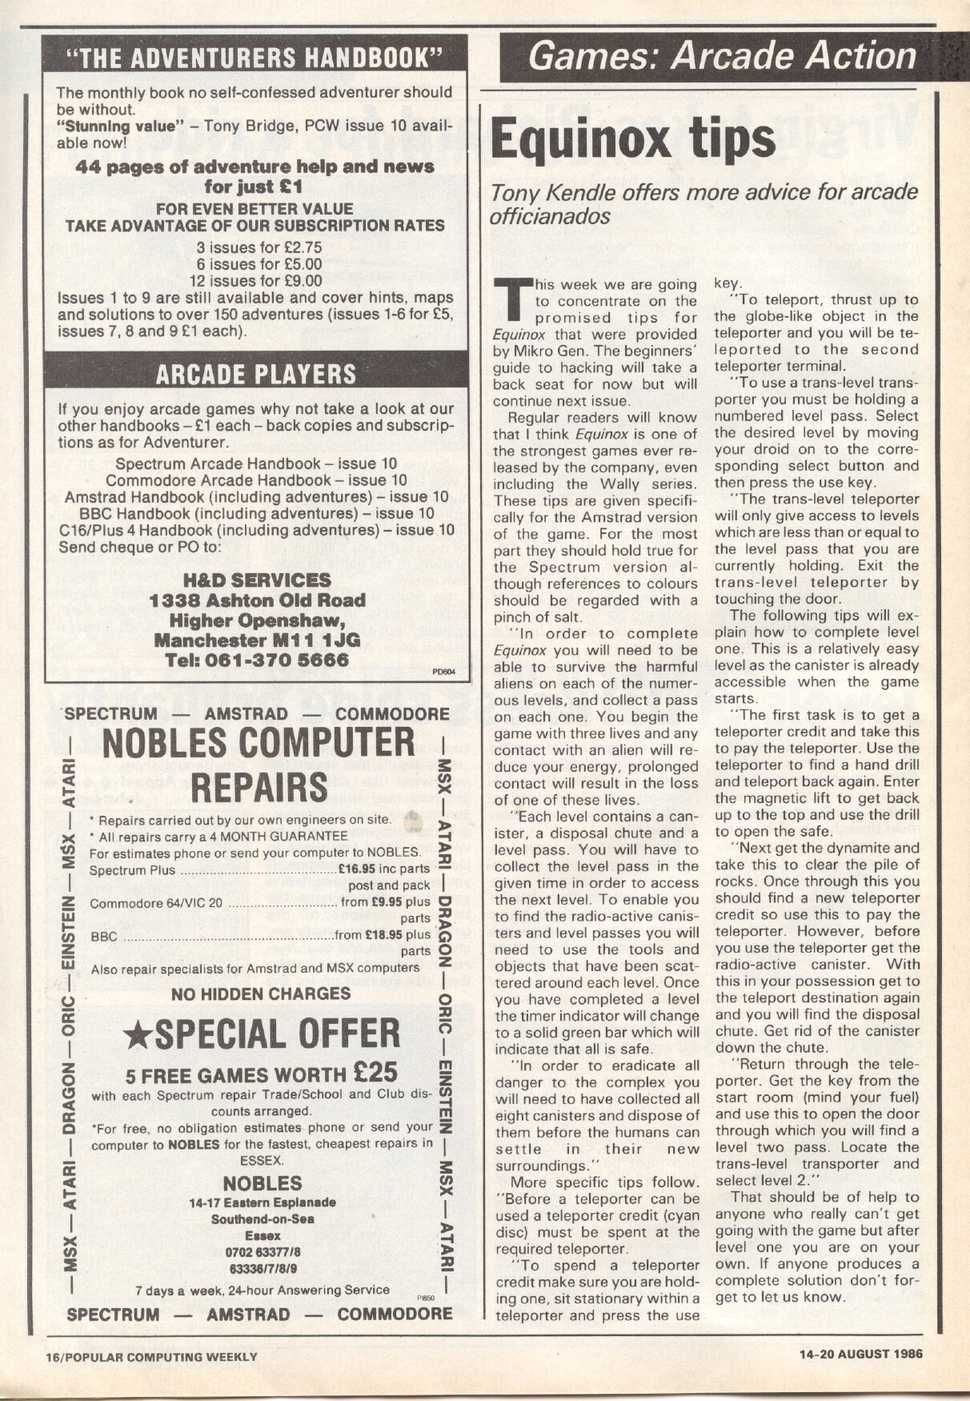 "THE ADVENTURERS HANDBOOK"
The monthly book no self-confessed adventurer should
be without.
"Stunning value" – Tony Bridge, PCW issue 10 avail-
able now!
44 pages of adventure help and news
for just £1
FOR EVEN BETTER VALUE
TAKE ADVANTAGE OF OUR SUBSCRIPTION RATES
3 issues for £2.75
6 issues for £5.00
12 issues for £9.00
Issues 1 to 9 are still available and cover hints, maps
and solutions to over 150 adventures (issues 1-6 for £5,
issues 7, 8 and 9 £1 each).
ARCADE PLAYERS
If you enjoy arcade games why not take a look at our
other handbooks – £1 each – back copies and subscrip-
tions as for Adventurer.
Spectrum Arcade Handbook – issue 10
Commodore Arcade Handbook – issue 10
Amstrad Handbook (including adventures) – issue 10
BBC Handbook (including adventures) – issue 10
C16/Plus 4 Handbook (including adventures) – issue 10
Send cheque or PO to:
H&D SERVICES
1338 Ashton Old Road
Higher Openshaw,
Manchester M11 1JG
Tel: 061-370 5666
PD604
SPECTRUM — AMSTRAD — COMMODORE
MSX — ATARI — DRAGON — ORIC — EINSTEIN — MSX — ATARI
NOBLES COMPUTER
REPAIRS
* Repairs carried out by our own engineers on site.
* All repairs carry a 4 MONTH GUARANTEE
For estimates phone or send your computer to NOBLES.
Spectrum Plus ..........................................£16.95 inc parts
post and pack
Commodore 64/VIC 20 ............................ from £9.95 plus
parts
BBC ......................................................from £18.95 plus
parts
Also repair specialists for Amstrad and MSX computers
NO HIDDEN CHARGES
★SPECIAL OFFER
5 FREE GAMES WORTH £25
with each Spectrum repair Trade/School and Club dis-
counts arranged.
*For free, no obligation estimates phone or send your
computer to NOBLES for the fastest, cheapest repairs in
ESSEX.
NOBLES
14-17 Eastern Esplanade
Southend-on-Sea
Essex
0702 63377/8
63336/7/8/9
7 days a week, 24-hour Answering Service
P/650
MSX — ATARI — DRAGON — ORIC — EINSTEIN — MSX — ATARI
SPECTRUM — AMSTRAD — COMMODORE
Games: Arcade Action
Equinox tips
Tony Kendle offers more advice for arcade
officianados
This week we are going
to concentrate on the
promised tips for
Equinox that were provided
by Mikro Gen. The beginners'
guide to hacking will take a
back seat for now but will
continue next issue.
Regular readers will know
that I think Equinox is one of
the strongest games ever re-
leased by the company, even
including the Wally series.
These tips are given specifi-
cally for the Amstrad version
of the game. For the most
part they should hold true for
the Spectrum version al-
though references to colours
should be regarded with a
pinch of salt.
"In order to complete
Equinox you will need to be
able to survive the harmful
aliens on each of the numer-
ous levels, and collect a pass
on each one. You begin the
game with three lives and any
contact with an alien will re-
duce your energy, prolonged
contact will result in the loss
of one of these lives.
"Each level contains a can-
ister, a disposal chute and a
level pass. You will have to
collect the level pass in the
given time in order to access
the next level. To enable you
to find the radio-active canis-
ters and level passes you will
need to use the tools and
objects that have been scat-
tered around each level. Once
you have completed a level
the timer indicator will change
to a solid green bar which will
indicate that all is safe.
"In order to eradicate all
danger to the complex you
will need to have collected all
eight canisters and dispose of
them before the humans can
settle in their new
surroundings."
More specific tips follow.
"Before a teleporter can be
used a teleporter credit (cyan
disc) must be spent at the
required teleporter.
"To spend a teleporter
credit make sure you are hold-
ing one, sit stationary within a
teleporter and press the use
key.
"To teleport, thrust up to
the globe-like object in the
teleporter and you will be te-
leported to the second
teleporter terminal.
"To use a trans-level trans-
porter you must be holding a
numbered level pass. Select
the desired level by moving
your droid on to the corre-
sponding select button and
then press the use key.
"The trans-level teleporter
will only give access to levels
which are less than or equal to
the level pass that you are
currently holding. Exit the
trans-level teleporter by
touching the door.
The following tips will ex-
plain how to complete level
one. This is a relatively easy
level as the canister is already
accessible when the game
starts.
"The first task is to get a
teleporter credit and take this
to pay the teleporter. Use the
teleporter to find a hand drill
and teleport back again. Enter
the magnetic lift to get back
up to the top and use the drill
to open the safe.
"Next get the dynamite and
take this to clear the pile of
rocks. Once through this you
should find a new teleporter
credit so use this to pay the
teleporter. However, before
you use the teleporter get the
radio-active canister. With
this in your possession get to
the teleport destination again
and you will find the disposal
chute. Get rid of the canister
down the chute.
"Return through the tele-
porter. Get the key from the
start room (mind your fuel)
and use this to open the door
through which you will find a
level two pass. Locate the
trans-level transporter and
select level 2."
That should be of help to
anyone who really can't get
going with the game but after
level one you are on your
own. If anyone produces a
complete solution don't for-
get to let us know.
16/POPULAR COMPUTING WEEKLY
14-20 AUGUST 1986